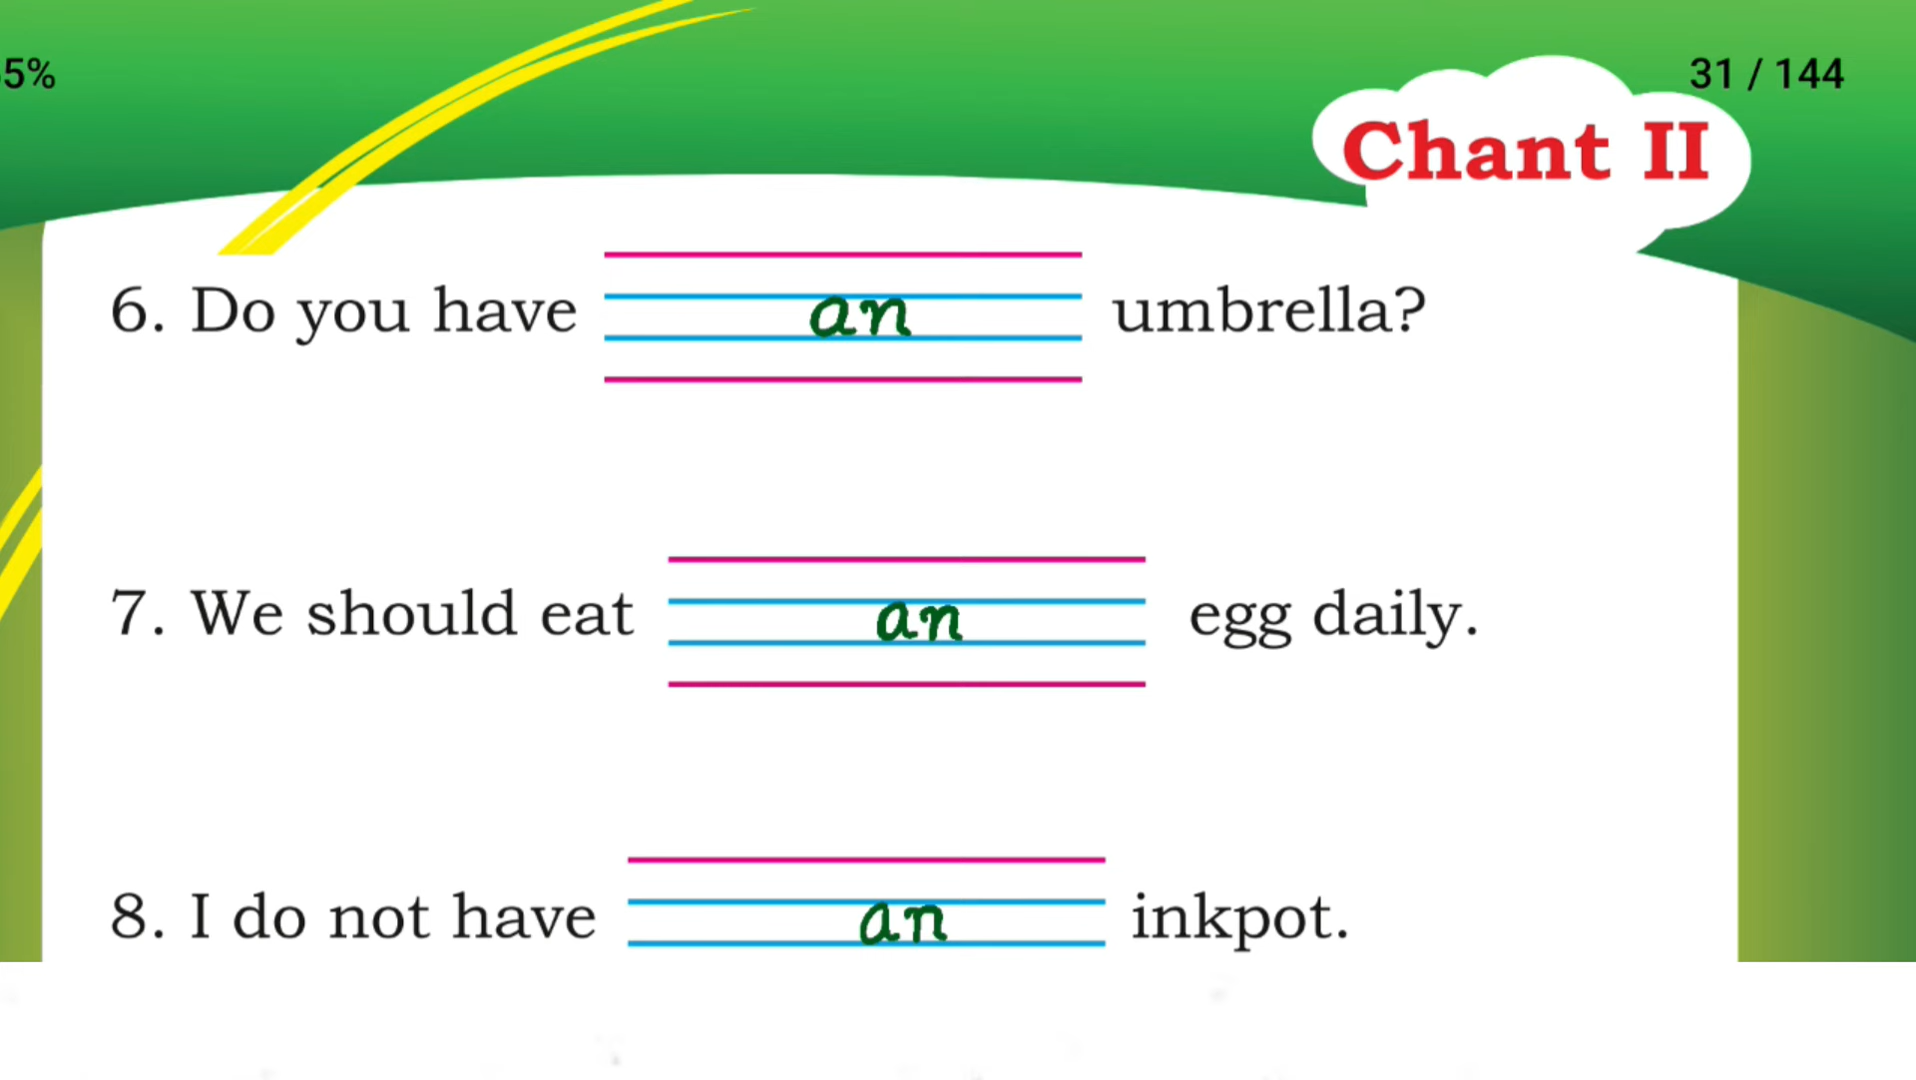 5%
31 / 144
Chant II
6. Do you have an umbrella?
7. We should eat an egg daily.
8. I do not have an inkpot.